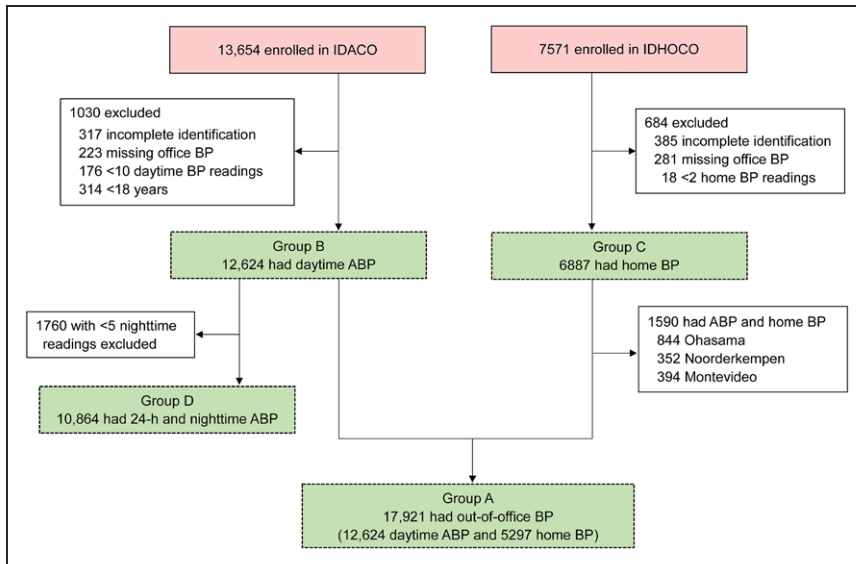 13,654 enrolled in IDACO
7571 enrolled in IDHOCO
1030 excluded
317 incomplete identification
223 missing office BP
176 <10 daytime BP readings
314 <18 years
684 excluded
385 incomplete identification
281 missing office BP
18 <2 home BP readings
Group B
12,624 had daytime ABP
Group C
6887 had home BP
1760 with <5 nighttime
readings excluded
1590 had ABP and home BP
844 Ohasama
352 Noorderkempen
394 Montevideo
Group D
10,864 had 24-h and nighttime ABP
Group A
17,921 had out-of-office BP
(12,624 daytime ABP and 5297 home BP)